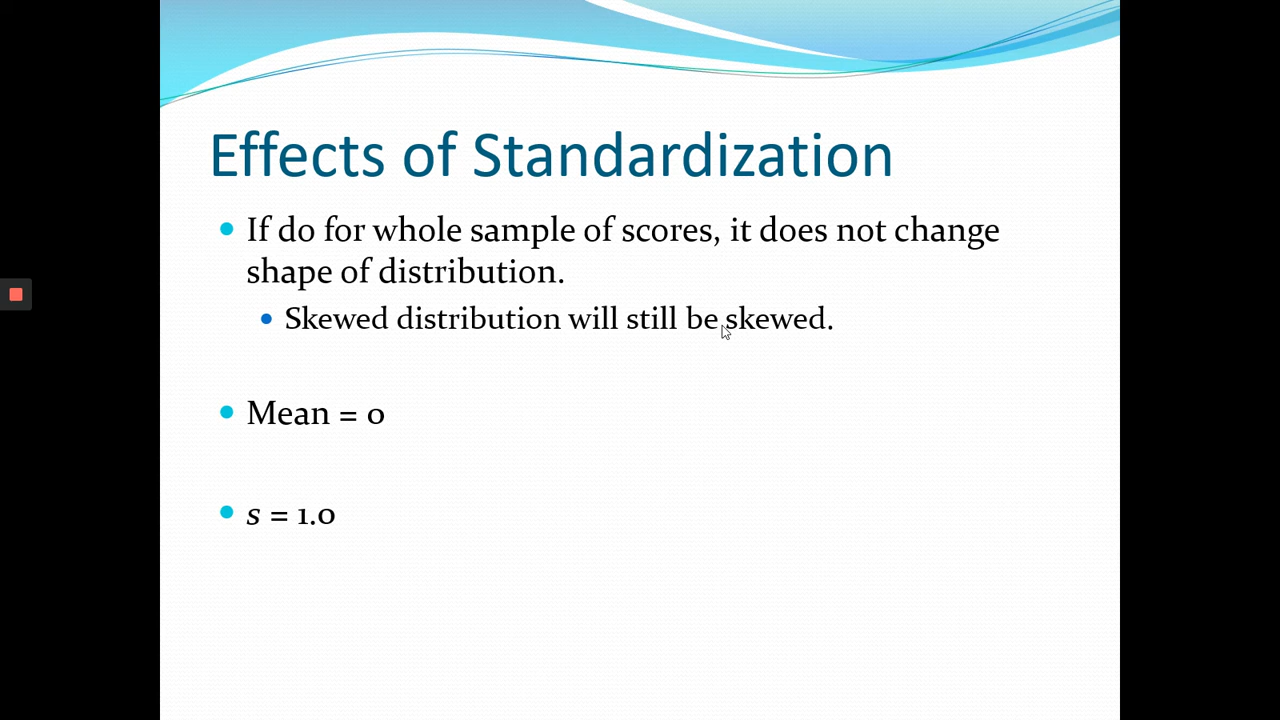 Effects of Standardization
If do for whole sample of scores, it does not change
shape of distribution.
Skewed distribution will still be skewed.
Mean = 0
s = 1.0